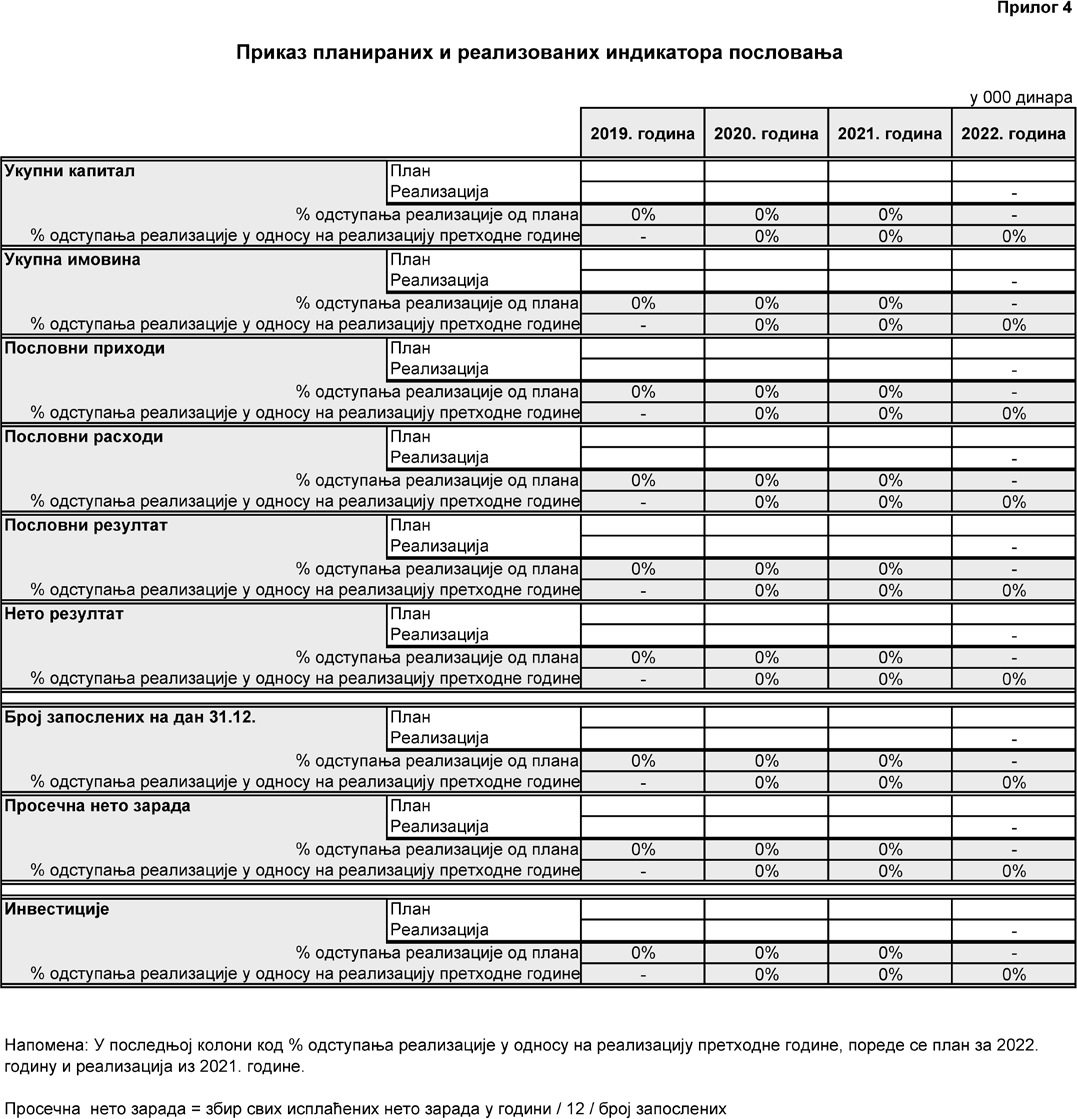 Прилог 4
Приказ планираних и реализованих индикатора пословања
у 000 динара
2019. година 2020. година 2021. година 2022. година
Укупни капитал План
Реализација -
% одступања реализације од плана 0% 0% 0% -
% одступања реализације у односу на реализацију претходне године - 0% 0% 0%
Укупна имовина План
Реализација -
% одступања реализације од плана 0% 0% 0% -
% одступања реализације у односу на реализацију претходне године - 0% 0% 0%
Пословни приходи План
Реализација -
% одступања реализације од плана 0% 0% 0% -
% одступања реализације у односу на реализацију претходне године - 0% 0% 0%
Пословни расходи План
Реализација -
% одступања реализације од плана 0% 0% 0% -
% одступања реализације у односу на реализацију претходне године - 0% 0% 0%
Пословни резултат План
Реализација -
% одступања реализације од плана 0% 0% 0% -
% одступања реализације у односу на реализацију претходне године - 0% 0% 0%
Нето резултат План
Реализација -
% одступања реализације од плана 0% 0% 0% -
% одступања реализације у односу на реализацију претходне године - 0% 0% 0%
Број запослених на дан 31.12. План
Реализација -
% одступања реализације од плана 0% 0% 0% -
% одступања реализације у односу на реализацију претходне године - 0% 0% 0%
Просечна нето зарада План
Реализација -
% одступања реализације од плана 0% 0% 0% -
% одступања реализације у односу на реализацију претходне године - 0% 0% 0%
Инвестиције План
Реализација -
% одступања реализације од плана 0% 0% 0% -
% одступања реализације у односу на реализацију претходне године - 0% 0% 0%
Напомена: У последњој колони код % одступања реализације у односу на реализацију претходне године, пореде се план за 2022.
годину и реализација из 2021. године.
Просечна нето зарада = збир свих исплаћених нето зарада у години / 12 / број запослених